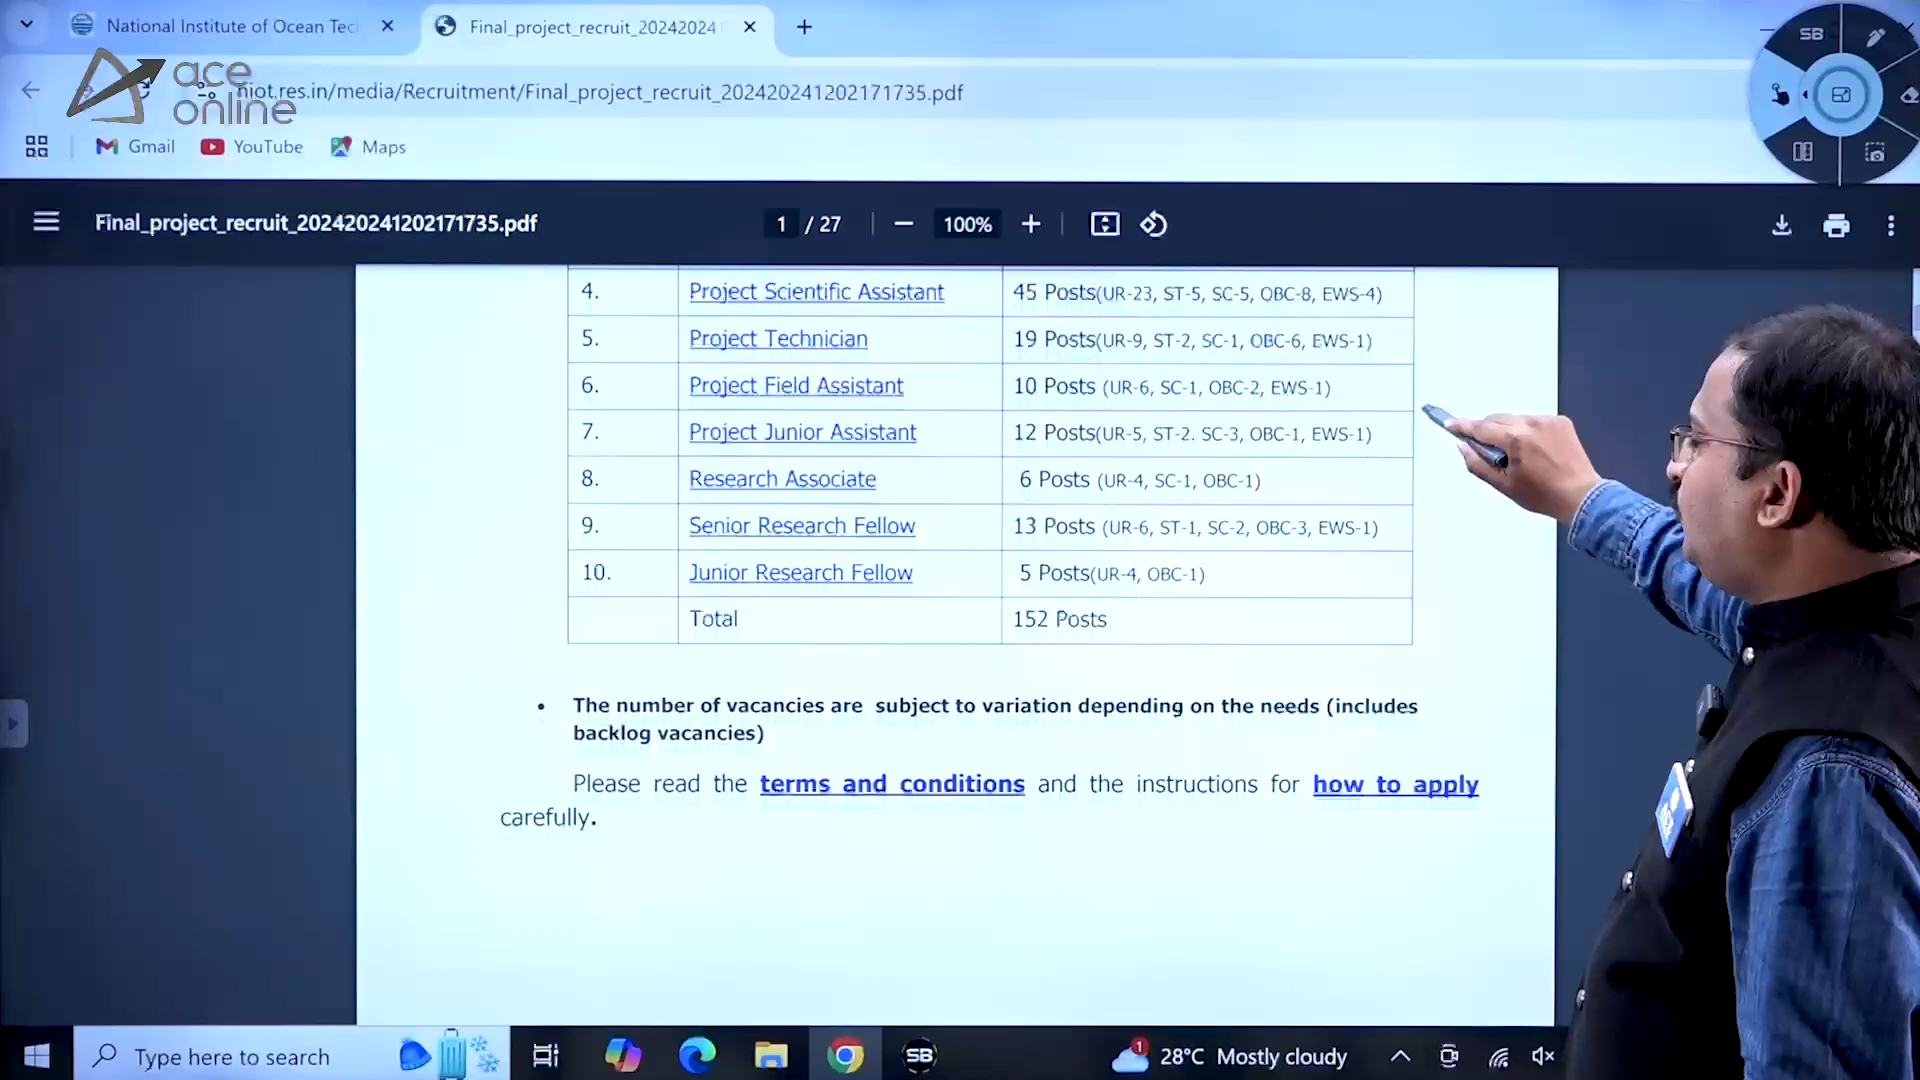 National Institute of Ocean Tec
Final_project_recruit_20242024
SB
ace
online
niot.res.in/media/Recruitment/Final_project_recruit_202420241202171735.pdf
Gmail
YouTube
Maps
Final_project_recruit_202420241202171735.pdf
1 / 27
100%
4. Project Scientific Assistant 45 Posts(UR-23, ST-5, SC-5, OBC-8, EWS-4)
5. Project Technician 19 Posts(UR-9, ST-2, SC-1, OBC-6, EWS-1)
6. Project Field Assistant 10 Posts (UR-6, SC-1, OBC-2, EWS-1)
7. Project Junior Assistant 12 Posts(UR-5, ST-2. SC-3, OBC-1, EWS-1)
8. Research Associate 6 Posts (UR-4, SC-1, OBC-1)
9. Senior Research Fellow 13 Posts (UR-6, ST-1, SC-2, OBC-3, EWS-1)
10. Junior Research Fellow 5 Posts(UR-4, OBC-1)
Total 152 Posts
• The number of vacancies are subject to variation depending on the needs (includes
backlog vacancies)
Please read the terms and conditions and the instructions for how to apply
carefully.
Type here to search
SB
1
28°C Mostly cloudy